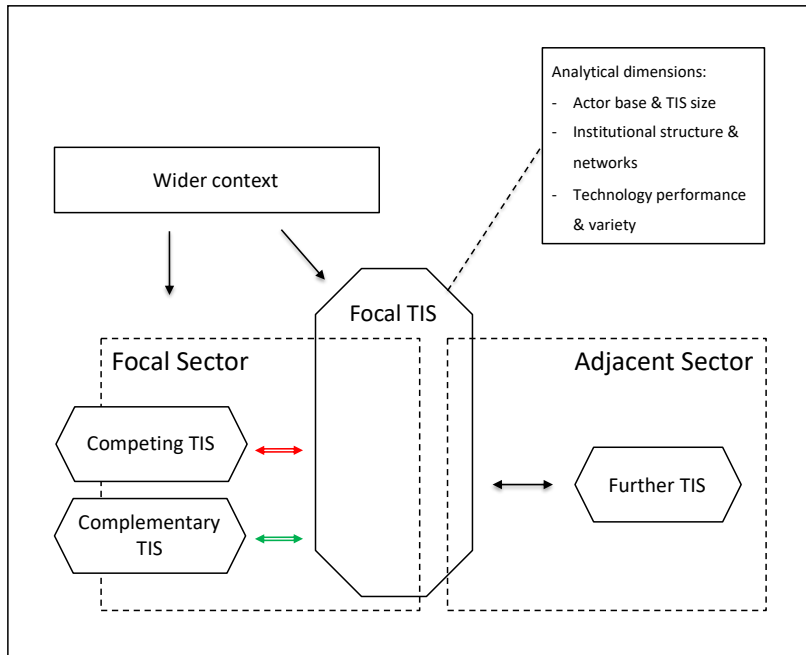 Analytical dimensions:
- Actor base & TIS size
- Institutional structure &
networks
- Technology performance
& variety
Wider context
Focal TIS
Focal Sector
Adjacent Sector
Competing TIS
Further TIS
Complementary
TIS